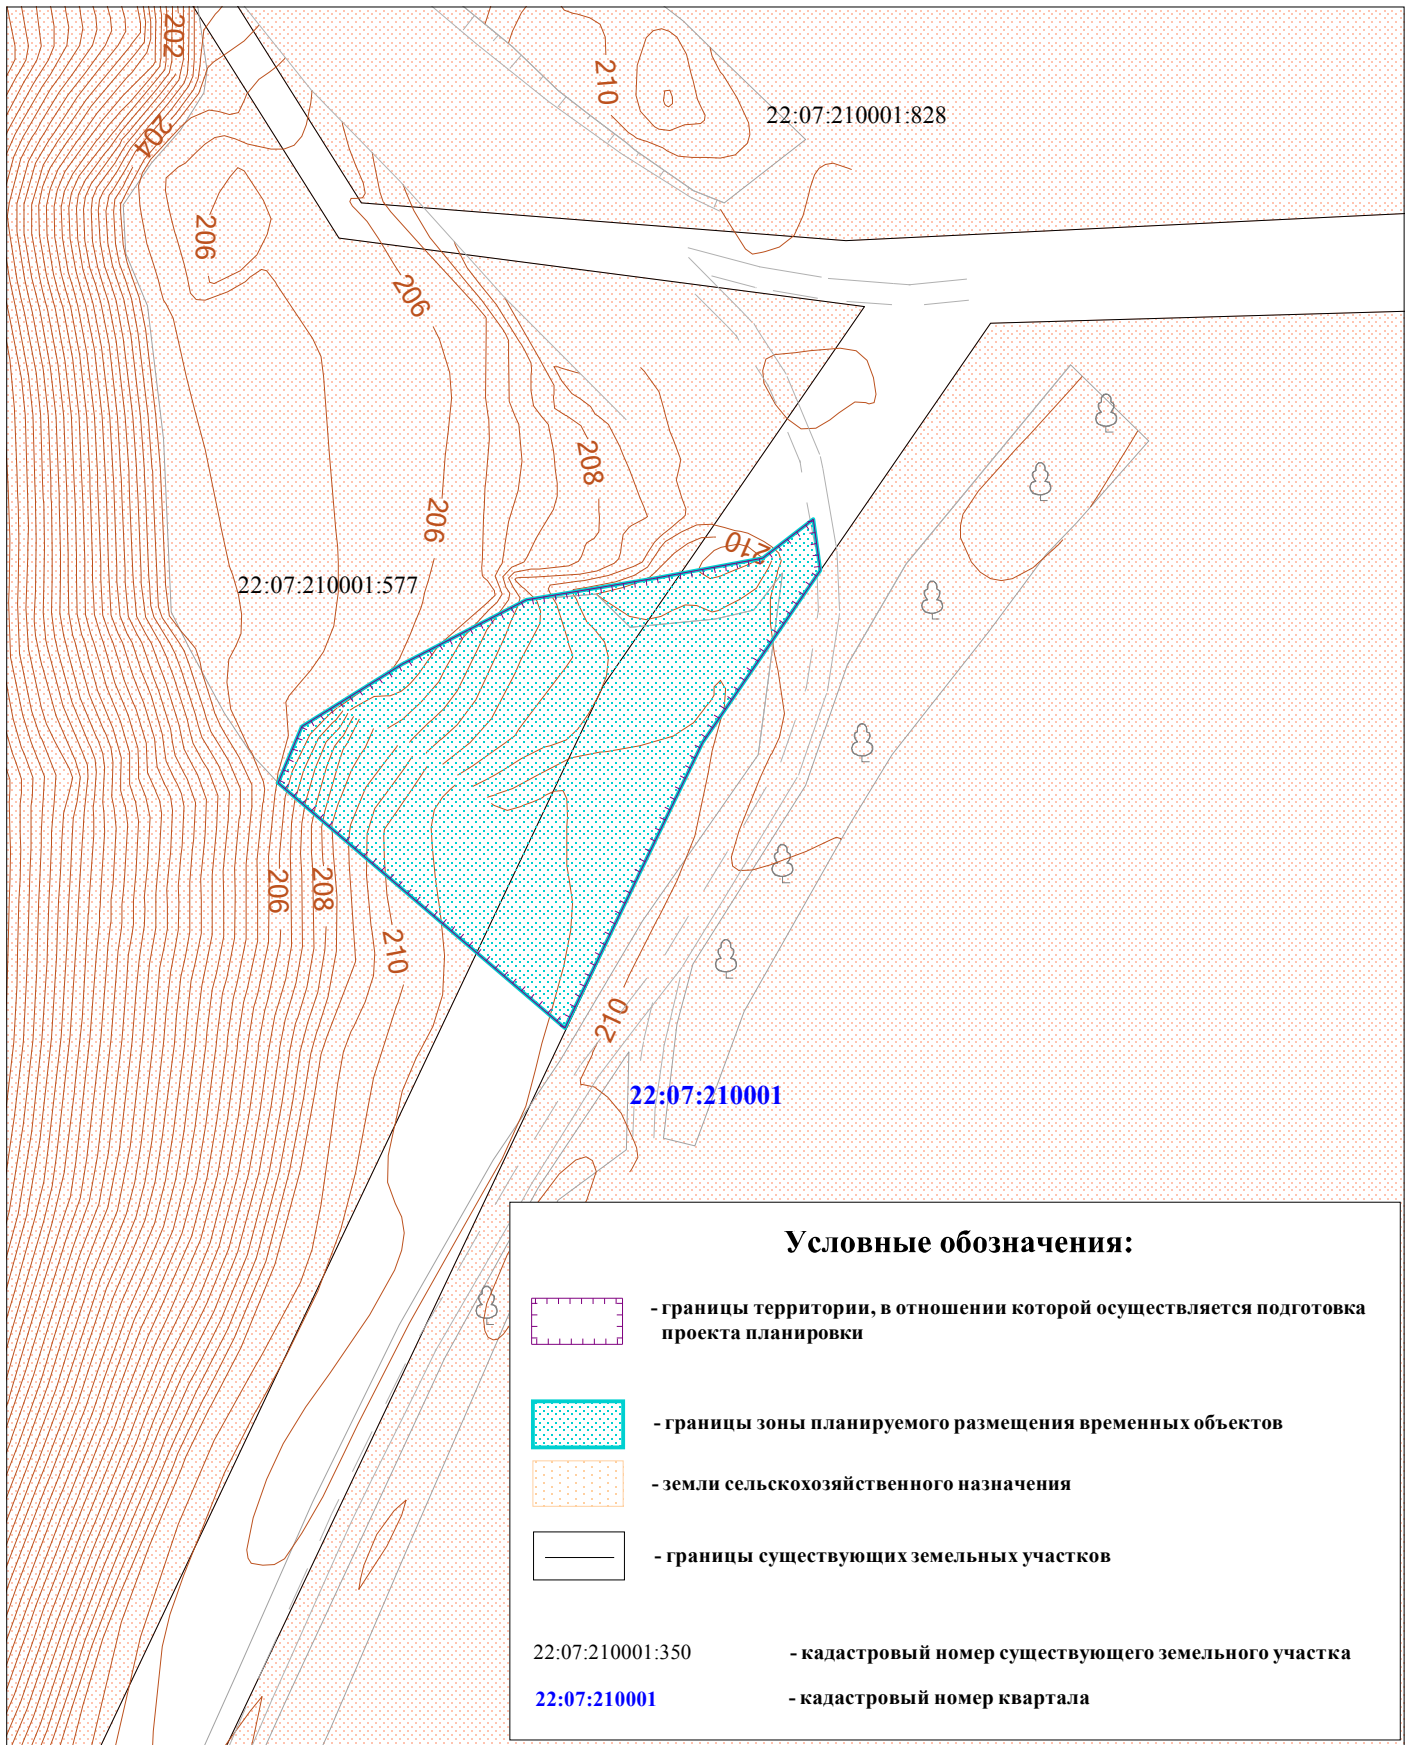 202
210
22:07:210001:828
204
206
206
208
206
210
22:07:210001:577
206
208
210
210
22:07:210001
Условные обозначения:
- границы территории, в отношении которой осуществляется подготовка
проекта планировки
- границы зоны планируемого размещения временных объектов
- земли сельскохозяйственного назначения
- границы существующих земельных участков
22:07:210001:350 - кадастровый номер существующего земельного участка
22:07:210001 - кадастровый номер квартала